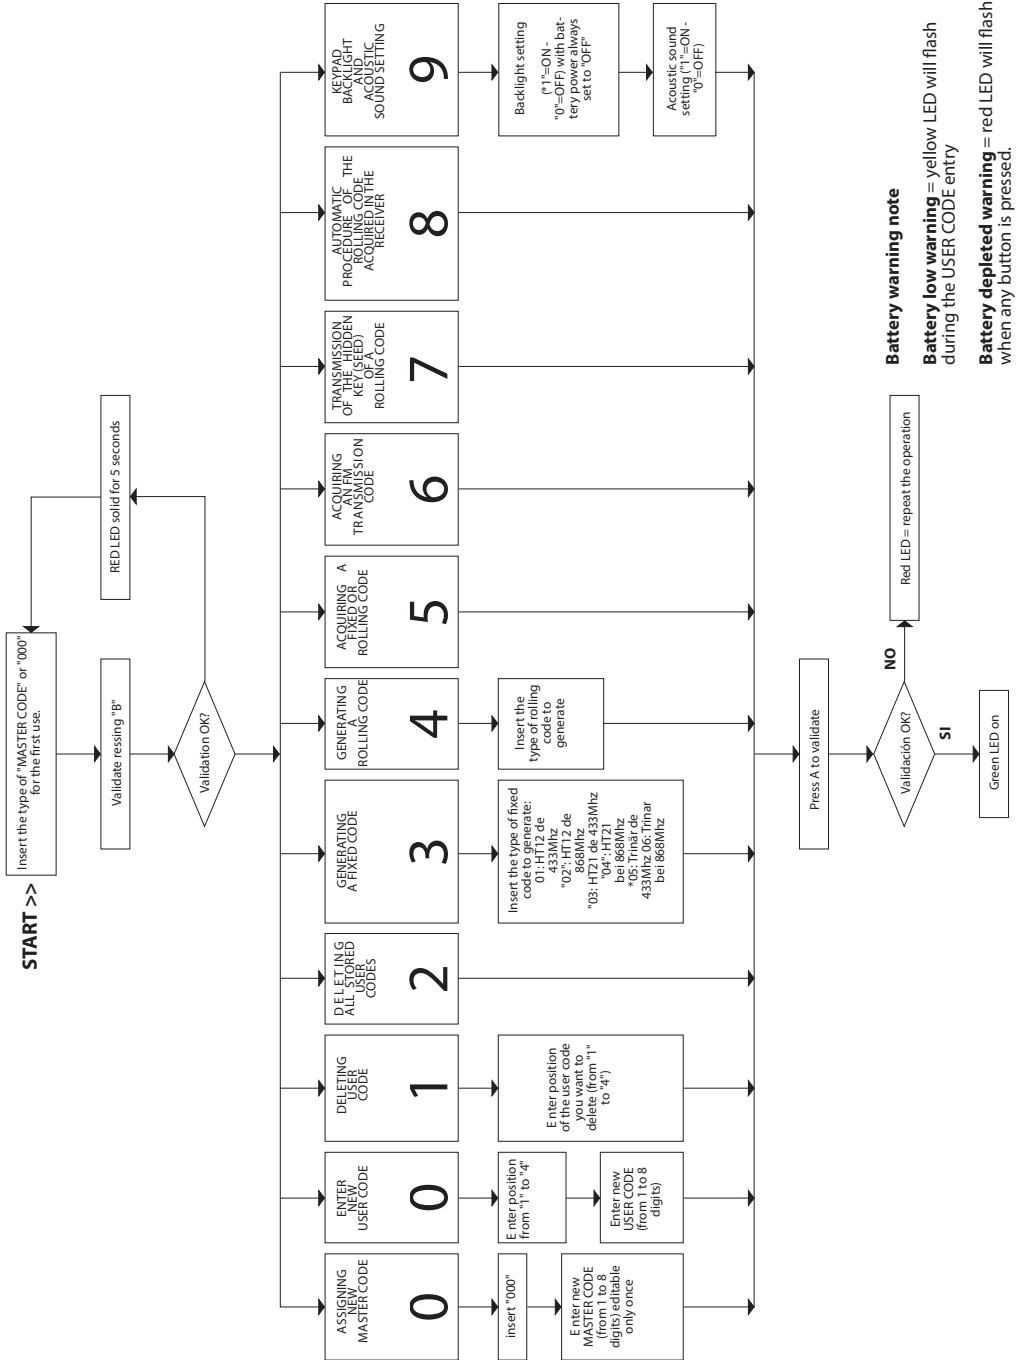 START >>
Insert the type of "MASTER CODE" or "000"
for the first use.
Validate ressing "B"
RED LED solid for 5 seconds
Validation OK?
ASSIGNING
NEW
MASTER CODE
0
insert "000"
Enter new
MASTER CODE
(from 1 to 8
digits) editable
only once
ENTER
NEW
USER CODE
0
Enter position
from "1" to "4"
Enter new
USER CODE
(from 1 to 8
digits)
DELETING
USER
CODE
1
Enter position
of the user code
you want to
delete (from "1"
to "4")
DELETING
ALL STORED
USER
CODES
2
GENERATING
A FIXED CODE
3
Insert the type of fixed
code to generate:
01: HT12 de
433Mhz
"02": HT12 de
868Mhz
"03: HT21 de 433Mhz
"04": HT21
bei 868Mhz
*05: Trinär de
433Mhz 06: Trinar
bei 868Mhz
GENERATING
A
ROLLING CODE
4
Insert the
type of rolling
code to
generate
ACQUIRING A
FIXED OR
ROLLING CODE
5
ACQUIRING
AN FM
TRANSMISSION
CODE
6
TRANSMISSION
OF THE HIDDEN
KEY (SEED)
OF A
ROLLING CODE
7
AUTOMATIC
PROCEDURE OF THE
ROLLING CODE
ACQUIRED IN THE
RECEIVER
8
KEYPAD
BACKLIGHT
AND
ACOUSTIC
SOUND SETTING
9
Backlight setting
(*1"=ON -
"0"=OFF) with bat-
tery power always
set to "OFF"
Acoustic sound
setting ("1"=ON -
"0"=OFF)
Press A to validate
Validación OK?
NO
Red LED = repeat the operation
SI
Green LED on
Battery warning note
Battery low warning = yellow LED will flash
during the USER CODE entry
Battery depleted warning = red LED will flash
when any button is pressed.